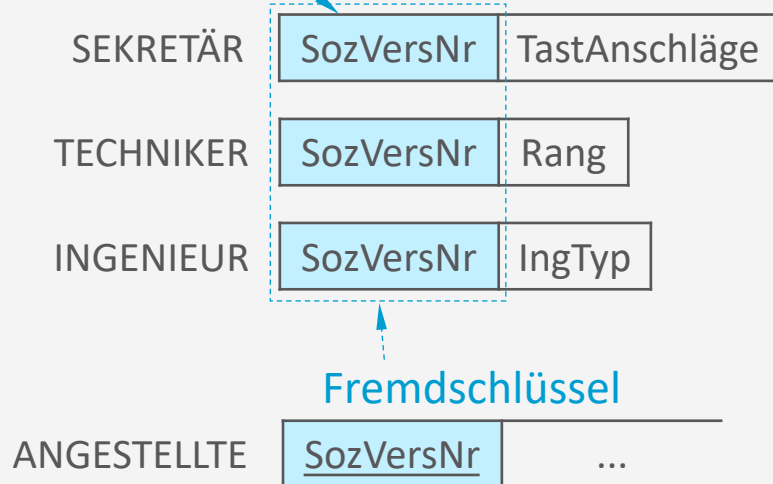 SEKRETÄR SozVersNr TastAnschläge
TECHNIKER SozVersNr Rang
INGENIEUR SozVersNr IngTyp
Fremdschlüssel
ANGESTELLTE SozVersNr ...